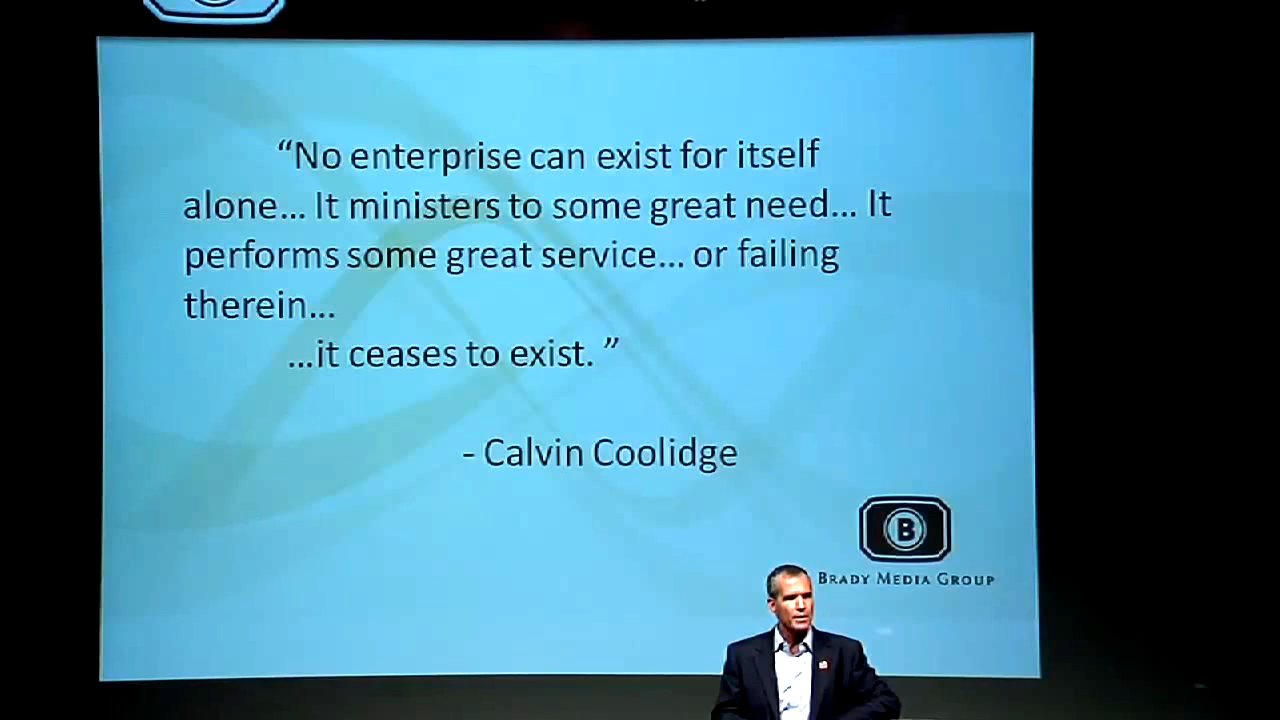 “No enterprise can exist for itself
alone... It ministers to some great need... It
performs some great service... or failing
therein...
...it ceases to exist. ”
- Calvin Coolidge
B
BRADY MEDIA GROUP